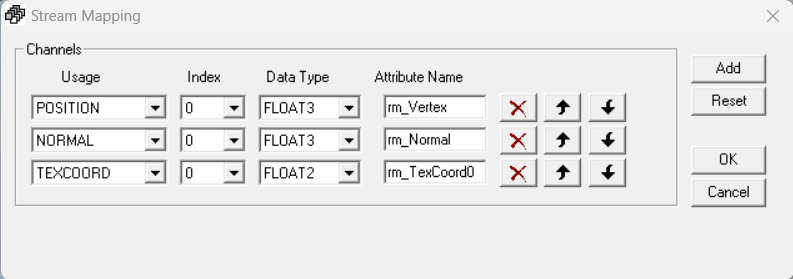 Stream Mapping
Channels
Usage Index Data Type Attribute Name
POSITION 0 FLOAT3 rm_Vertex
NORMAL 0 FLOAT3 rm_Normal
TEXCOORD 0 FLOAT2 rm_TexCoord0
Add
Reset
OK
Cancel